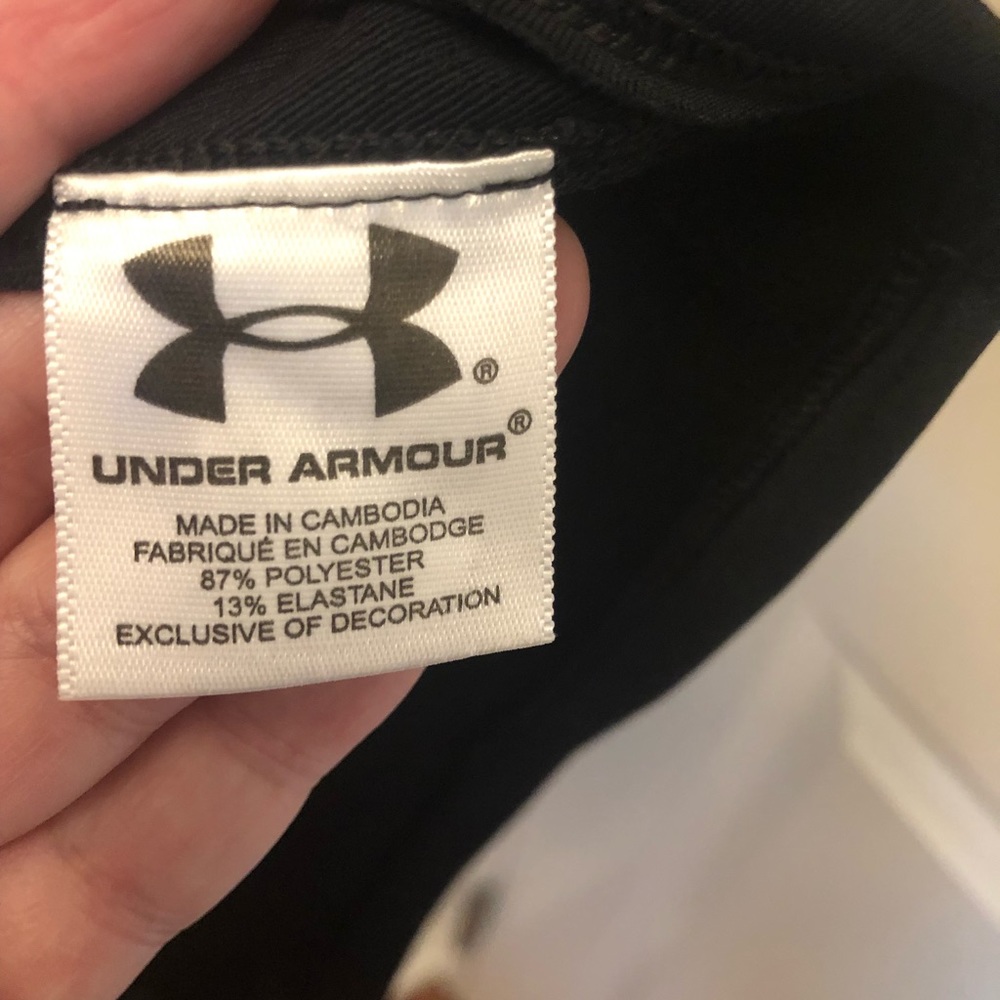 ®
UNDER ARMOUR®
MADE IN CAMBODIA
FABRIQUÉ EN CAMBODGE
87% POLYESTER
13% ELASTANE
EXCLUSIVE OF DECORATION